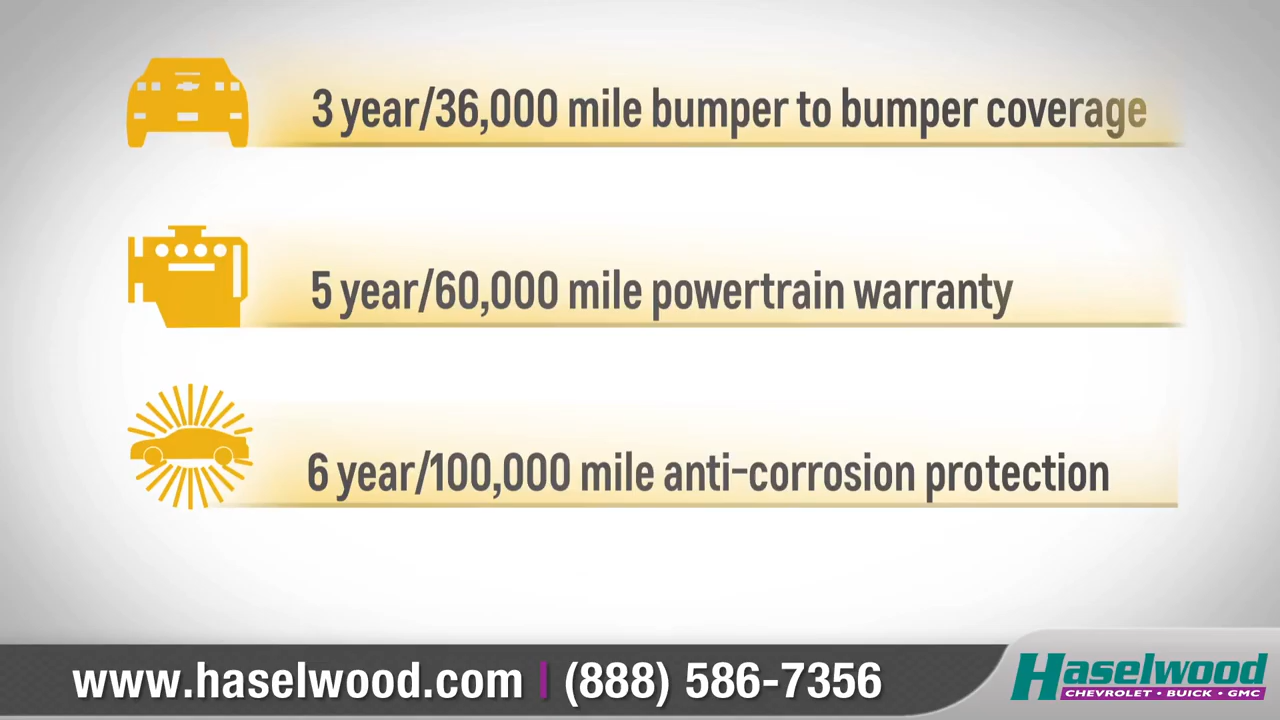 3 year/36,000 mile bumper to bumper coverage
5 year/60,000 mile powertrain warranty
6 year/100,000 mile anti-corrosion protection
www.haselwood.com | (888) 586-7356
Haselwood
CHEVROLET • BUICK • GMC